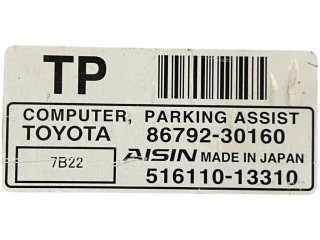 TP
COMPUTER, PARKING ASSIST
TOYOTA 86792-30160
7B22 AISIN MADE IN JAPAN
516110-13310